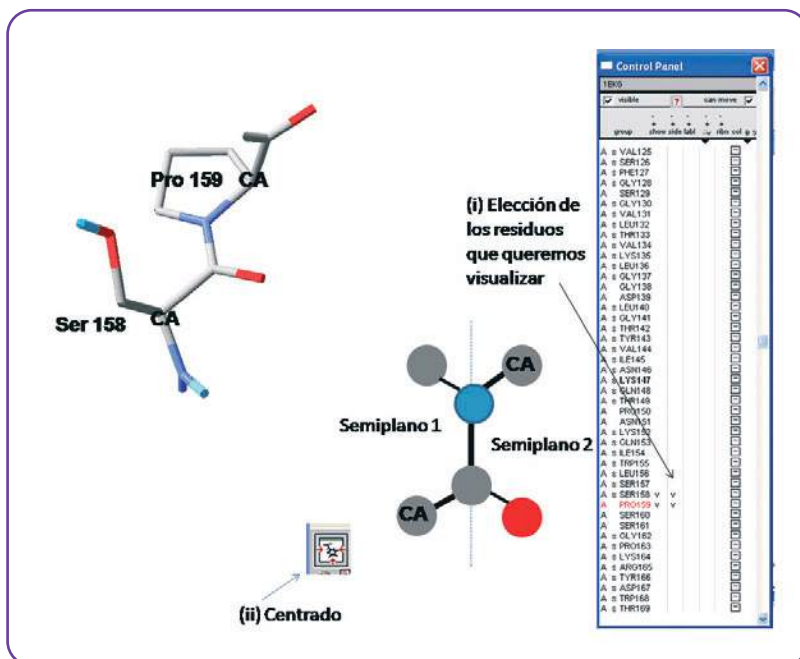 Control Panel
visible ? can move
group show side labl ribn col
A s VAL125
A s SER126
A s PHE127
A s GLY128
A SER129
A s GLY130
A s VAL131
A s LEU132
A s THR133
A s VAL134
A s LYS135
A s LEU136
A s GLY137
A GLY138
A ASP139
A s LEU140
A s GLY141
A s THR142
A s TYR143
A s VAL144
A s ILE145
A s ASN146
A s LYS147
A s GLN148
A s THR149
A PRO150
A ASN151
A s LYS152
A s GLN153
A s ILE154
A s TRP155
A s LEU156
A s SER157
A s SER158 v v
A PRO159 v v
A SER160
A SER161
A s GLY162
A s PRO163
A s LYS164
A s ARG165
A s TYR166
A s ASP167
A s TRP168
A s THR169
Pro 159 CA
Ser 158 CA
(i) Elección de
los residuos
que queremos
visualizar
CA
Semiplano 1
Semiplano 2
CA
(ii) Centrado